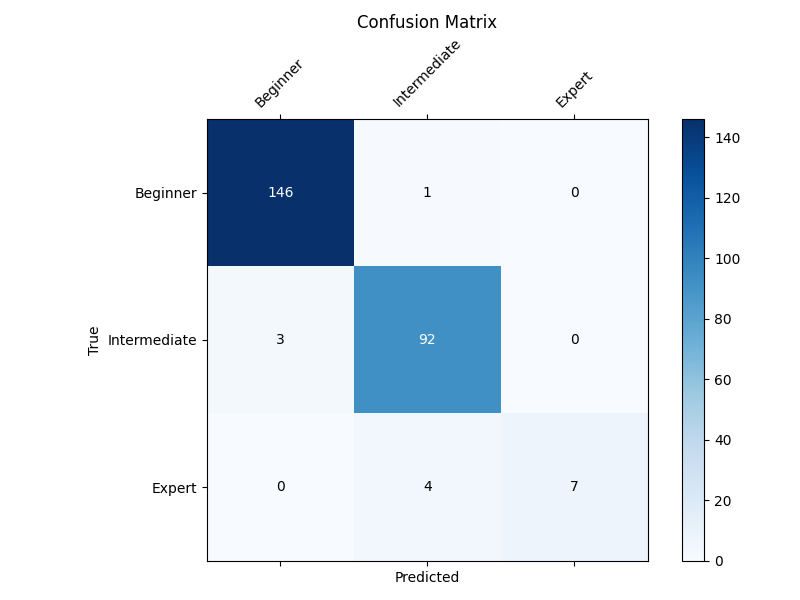 Confusion Matrix
Beginner
Intermediate
Expert
Beginner
146
1
0
Intermediate
3
92
0
Expert
0
4
7
True
Predicted
140
120
100
80
60
40
20
0